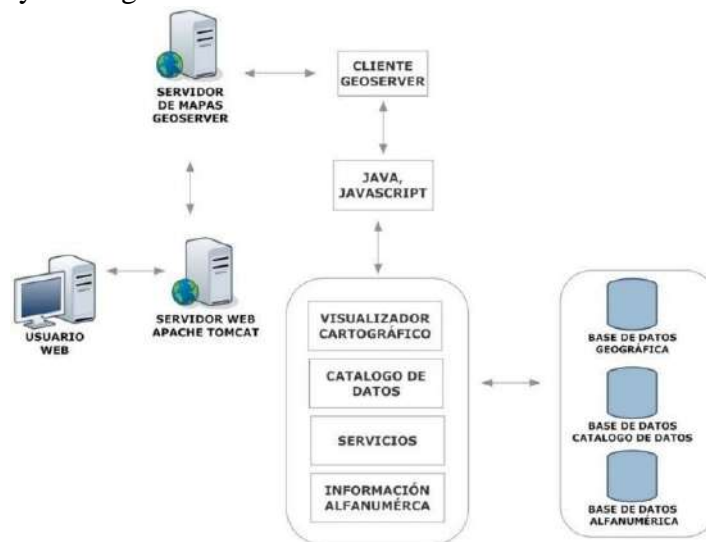 SERVIDOR
DE MAPAS
GEOSERVER
CLIENTE
GEOSERVER
JAVA,
JAVASCRIPT
USUARIO
WEB
SERVIDOR WEB
APACHE TOMCAT
VISUALIZADOR
CARTOGRÁFICO
CATALOGO DE
DATOS
SERVICIOS
INFORMACIÓN
ALFANUMÉRCA
BASE DE DATOS
GEOGRÁFICA
BASE DE DATOS
CATALOGO DE DATOS
BASE DE DATOS
ALFANUMÉRICA